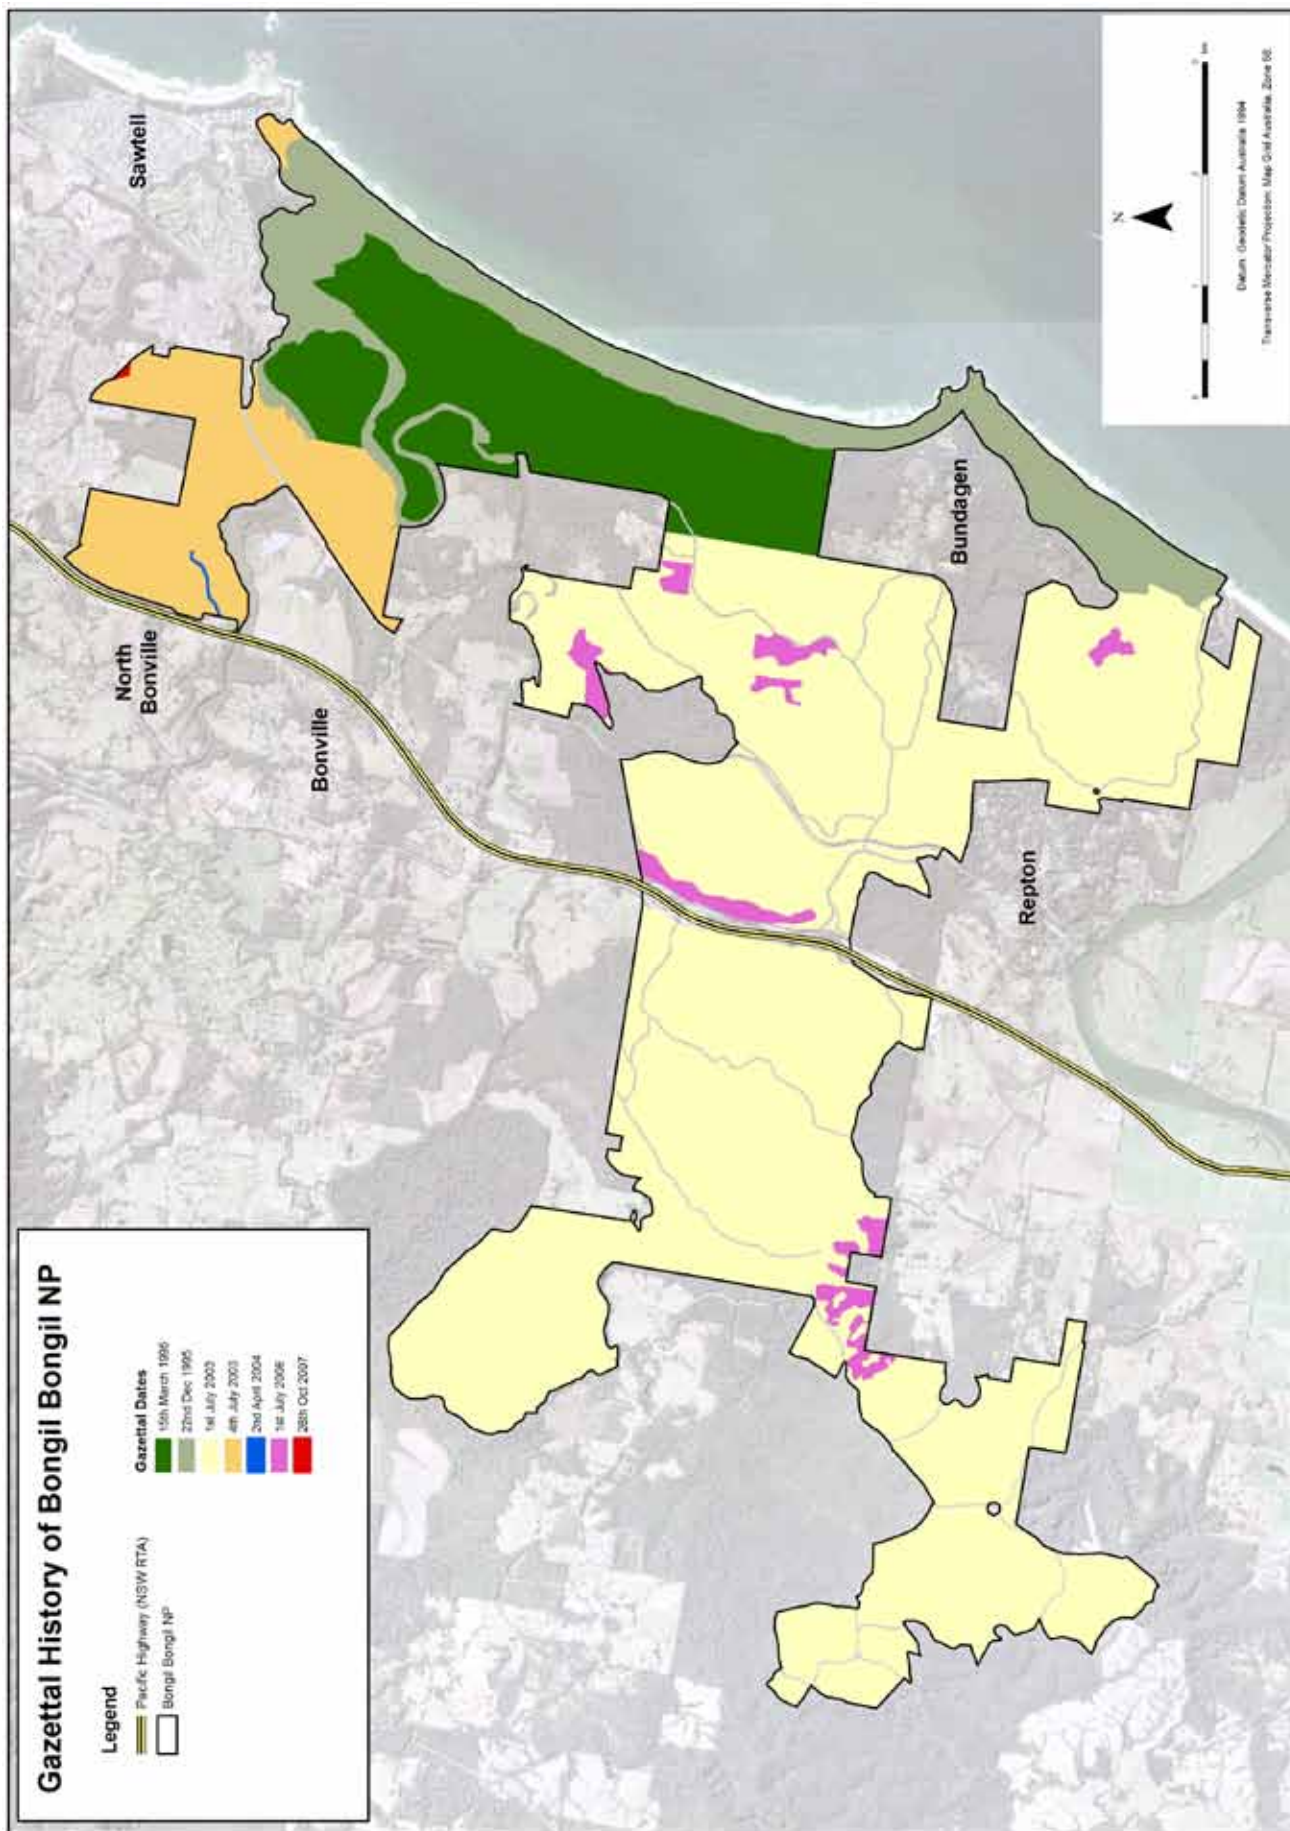 Gazettal History of Bongil Bongil NP
Legend
Pacific Highway (NSW RTA)
Bongil Bongil NP
Gazettal Dates
15th March 1996
22nd Dec 1995
1st July 2003
4th July 2003
2nd April 2004
1st July 2006
26th Oct 2007
Sawtell
North
Bonville
Bonville
Bundagen
Repton
N
km
Datum: Geodetic Datum Australia 1994
Transverse Mercator Projection: Map Grid Australia, Zone 56.